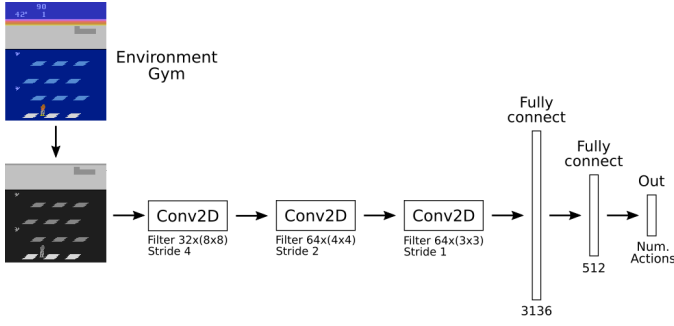 90
42° 1
Environment
Gym
Conv2D
Filter 32x(8x8)
Stride 4
Conv2D
Filter 64x(4x4)
Stride 2
Conv2D
Filter 64x(3x3)
Stride 1
Fully
connect
3136
Fully
connect
512
Out
Num.
Actions